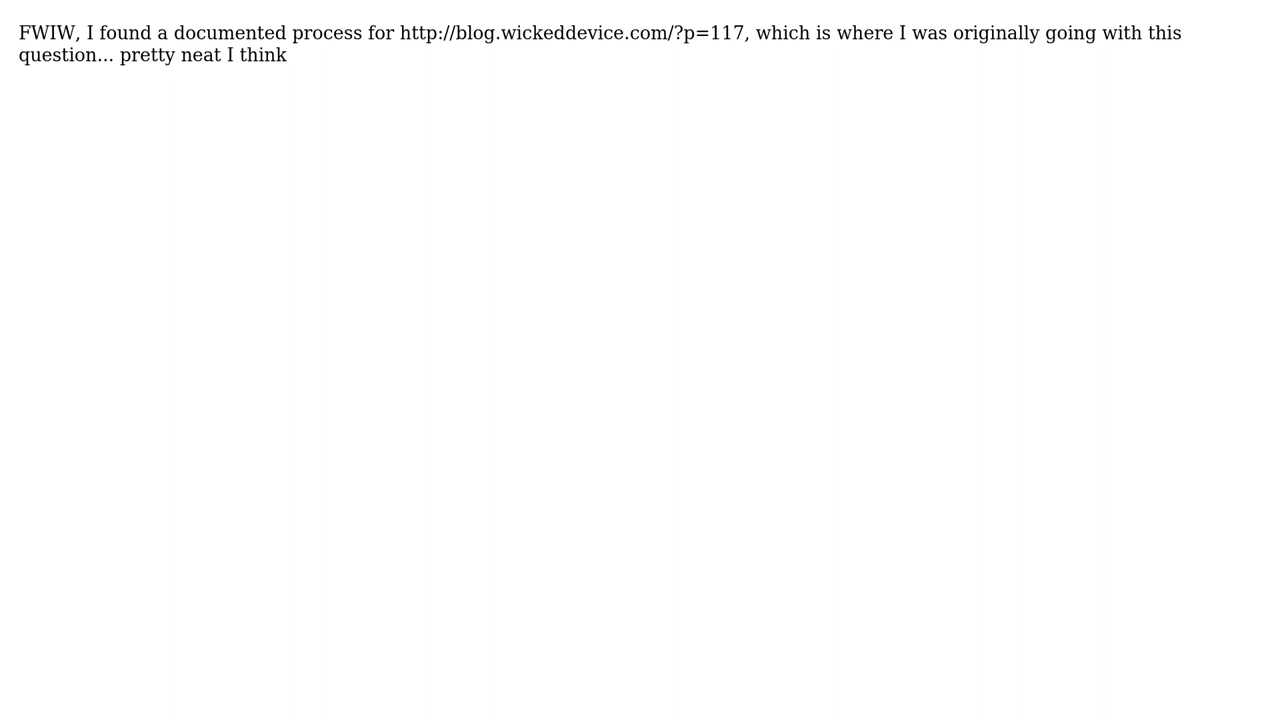 FWIW, I found a documented process for http://blog.wickeddevice.com/?p=117, which is where I was originally going with this
question... pretty neat I think